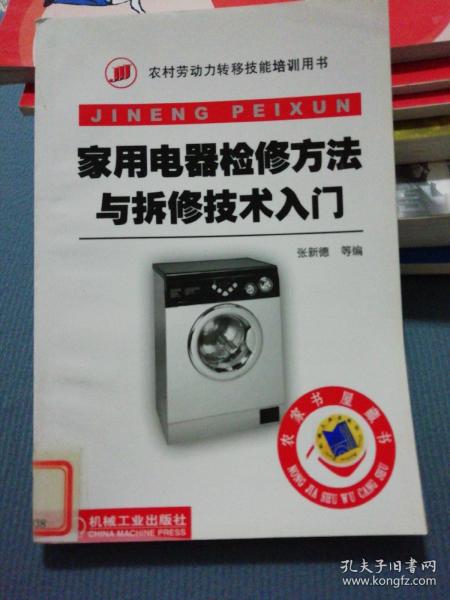 农村劳动力转移技能培训用书
JINENG PEIXUN
家用电器检修方法
与拆修技术入门
张新德 等编
农家书屋藏书
NONG JIA SHU WU CANG SHU
38
机械工业出版社
CHINA MACHINE PRESS
孔夫子旧书网
www.kongfz.com